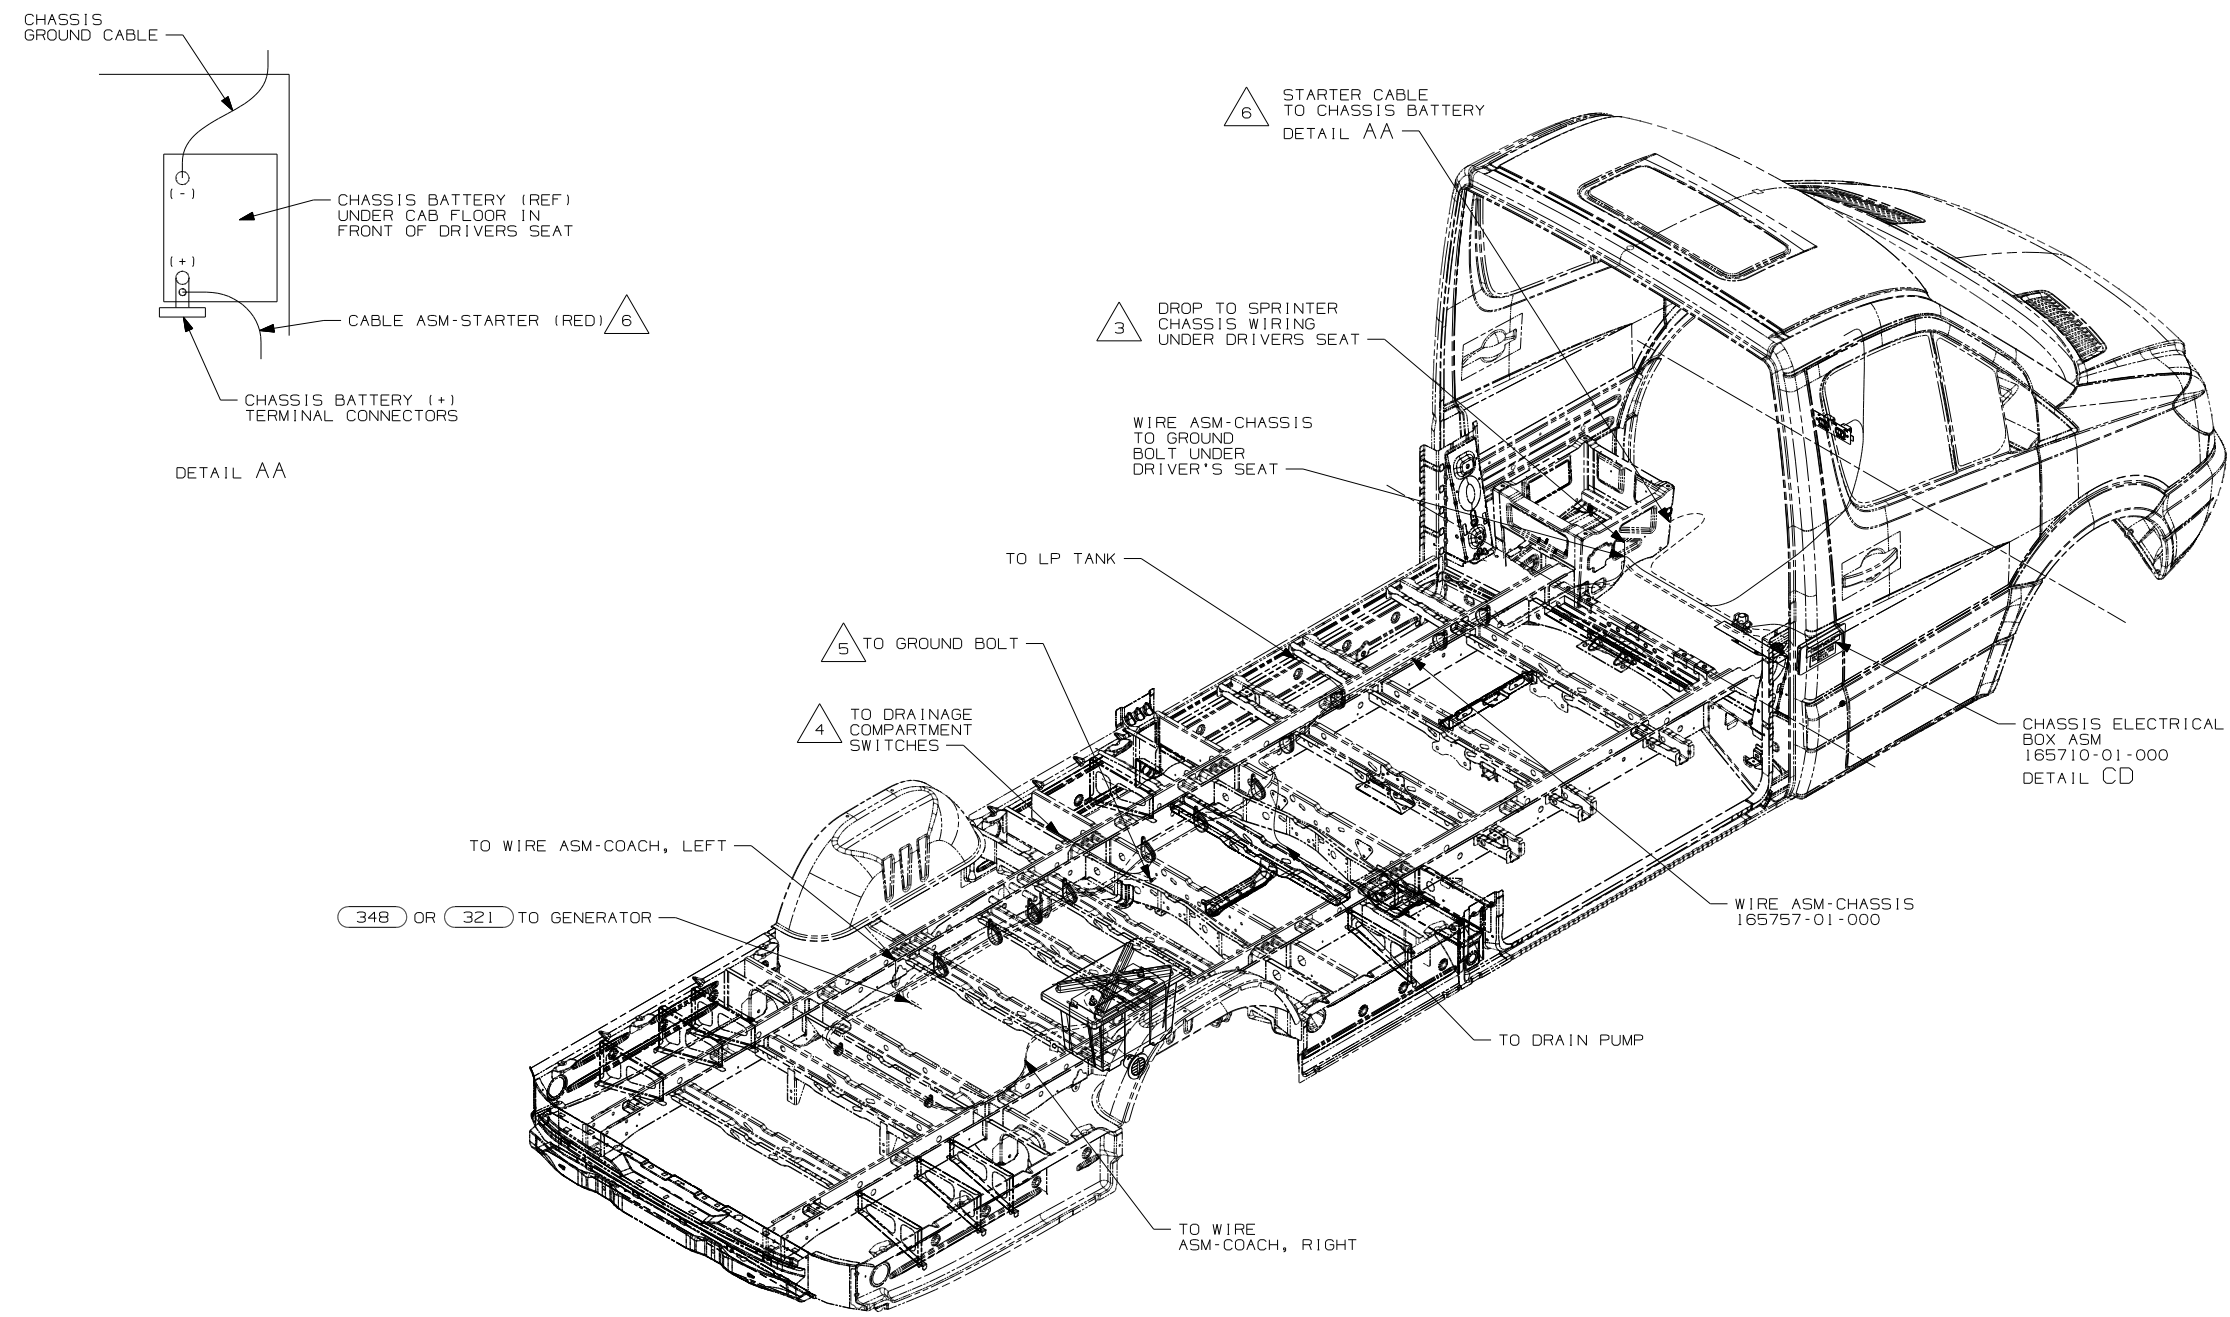 CHASSIS
GROUND CABLE
(-)
CHASSIS BATTERY (REF)
UNDER CAB FLOOR IN
FRONT OF DRIVERS SEAT
(+)
CABLE ASM-STARTER (RED)
6
CHASSIS BATTERY (+)
TERMINAL CONNECTORS
DETAIL AA
6
STARTER CABLE
TO CHASSIS BATTERY
DETAIL AA
3
DROP TO SPRINTER
CHASSIS WIRING
UNDER DRIVERS SEAT
WIRE ASM-CHASSIS
TO GROUND
BOLT UNDER
DRIVER'S SEAT
TO LP TANK
5
TO GROUND BOLT
4
TO DRAINAGE
COMPARTMENT
SWITCHES
TO WIRE ASM-COACH, LEFT
348 OR 321 TO GENERATOR
CHASSIS ELECTRICAL
BOX ASM
165710-01-000
DETAIL CD
WIRE ASM-CHASSIS
165757-01-000
TO DRAIN PUMP
TO WIRE
ASM-COACH, RIGHT